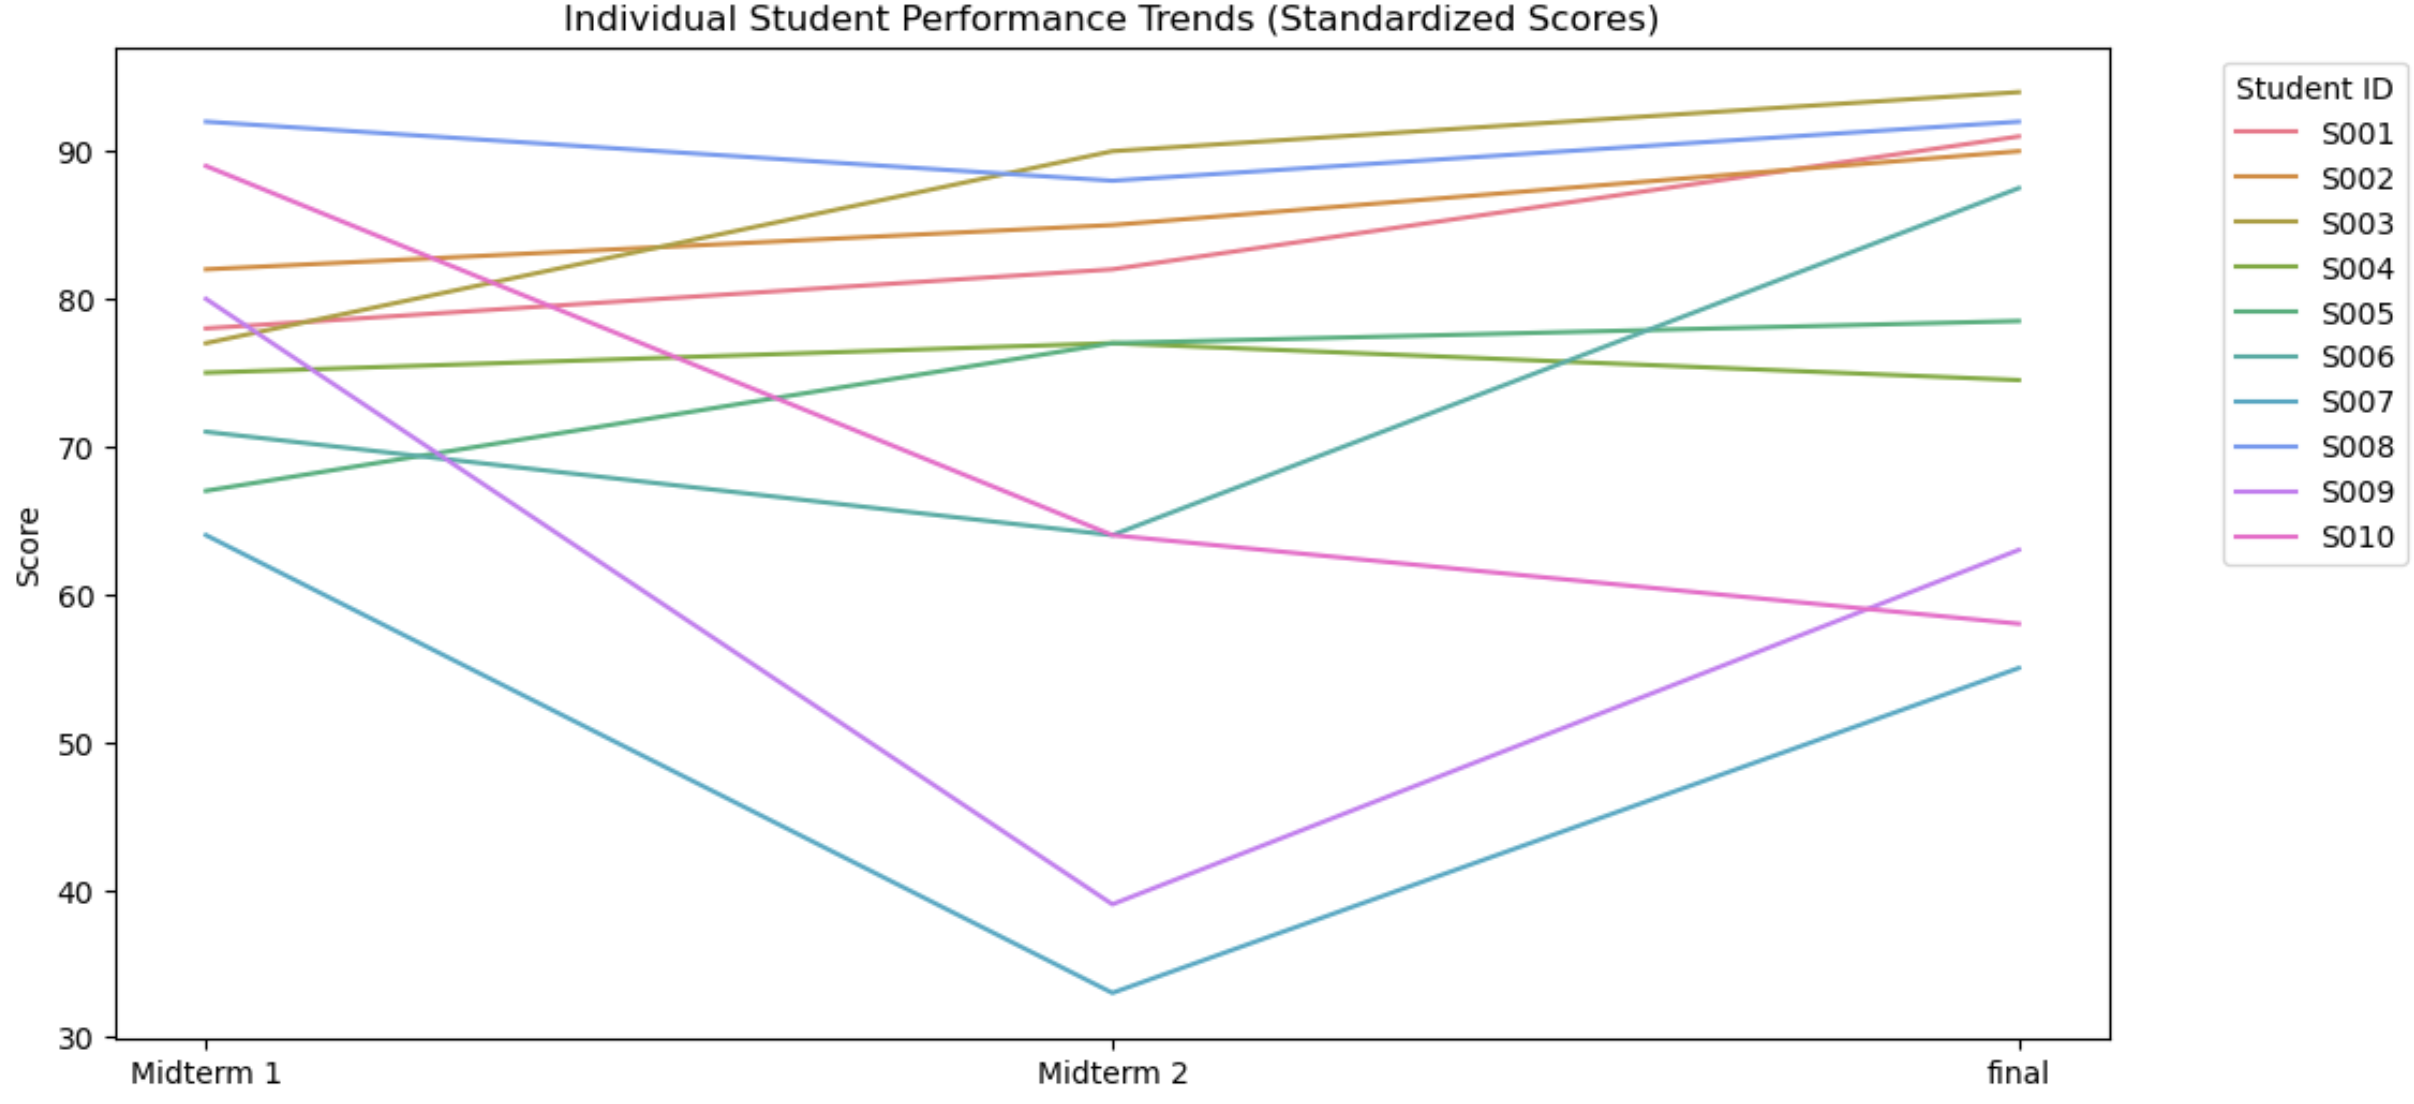 Individual Student Performance Trends (Standardized Scores)
Score
90
80
70
60
50
40
30
Midterm 1 Midterm 2 final
Student ID
S001
S002
S003
S004
S005
S006
S007
S008
S009
S010